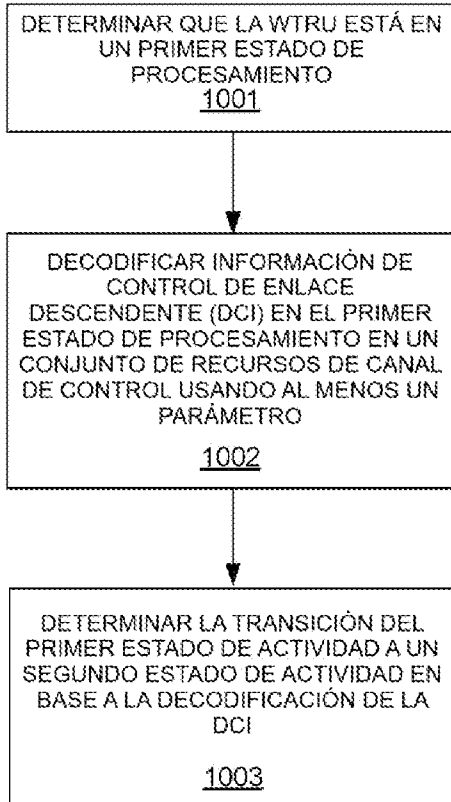 DETERMINAR QUE LA WTRU ESTÁ EN
UN PRIMER ESTADO DE
PROCESAMIENTO
1001
DECODIFICAR INFORMACIÓN DE
CONTROL DE ENLACE
DESCENDENTE (DCI) EN EL PRIMER
ESTADO DE PROCESAMIENTO EN UN
CONJUNTO DE RECURSOS DE CANAL
DE CONTROL USANDO AL MENOS UN
PARÁMETRO
1002
DETERMINAR LA TRANSICIÓN DEL
PRIMER ESTADO DE ACTIVIDAD A UN
SEGUNDO ESTADO DE ACTIVIDAD EN
BASE A LA DECODIFICACIÓN DE LA
DCI
1003